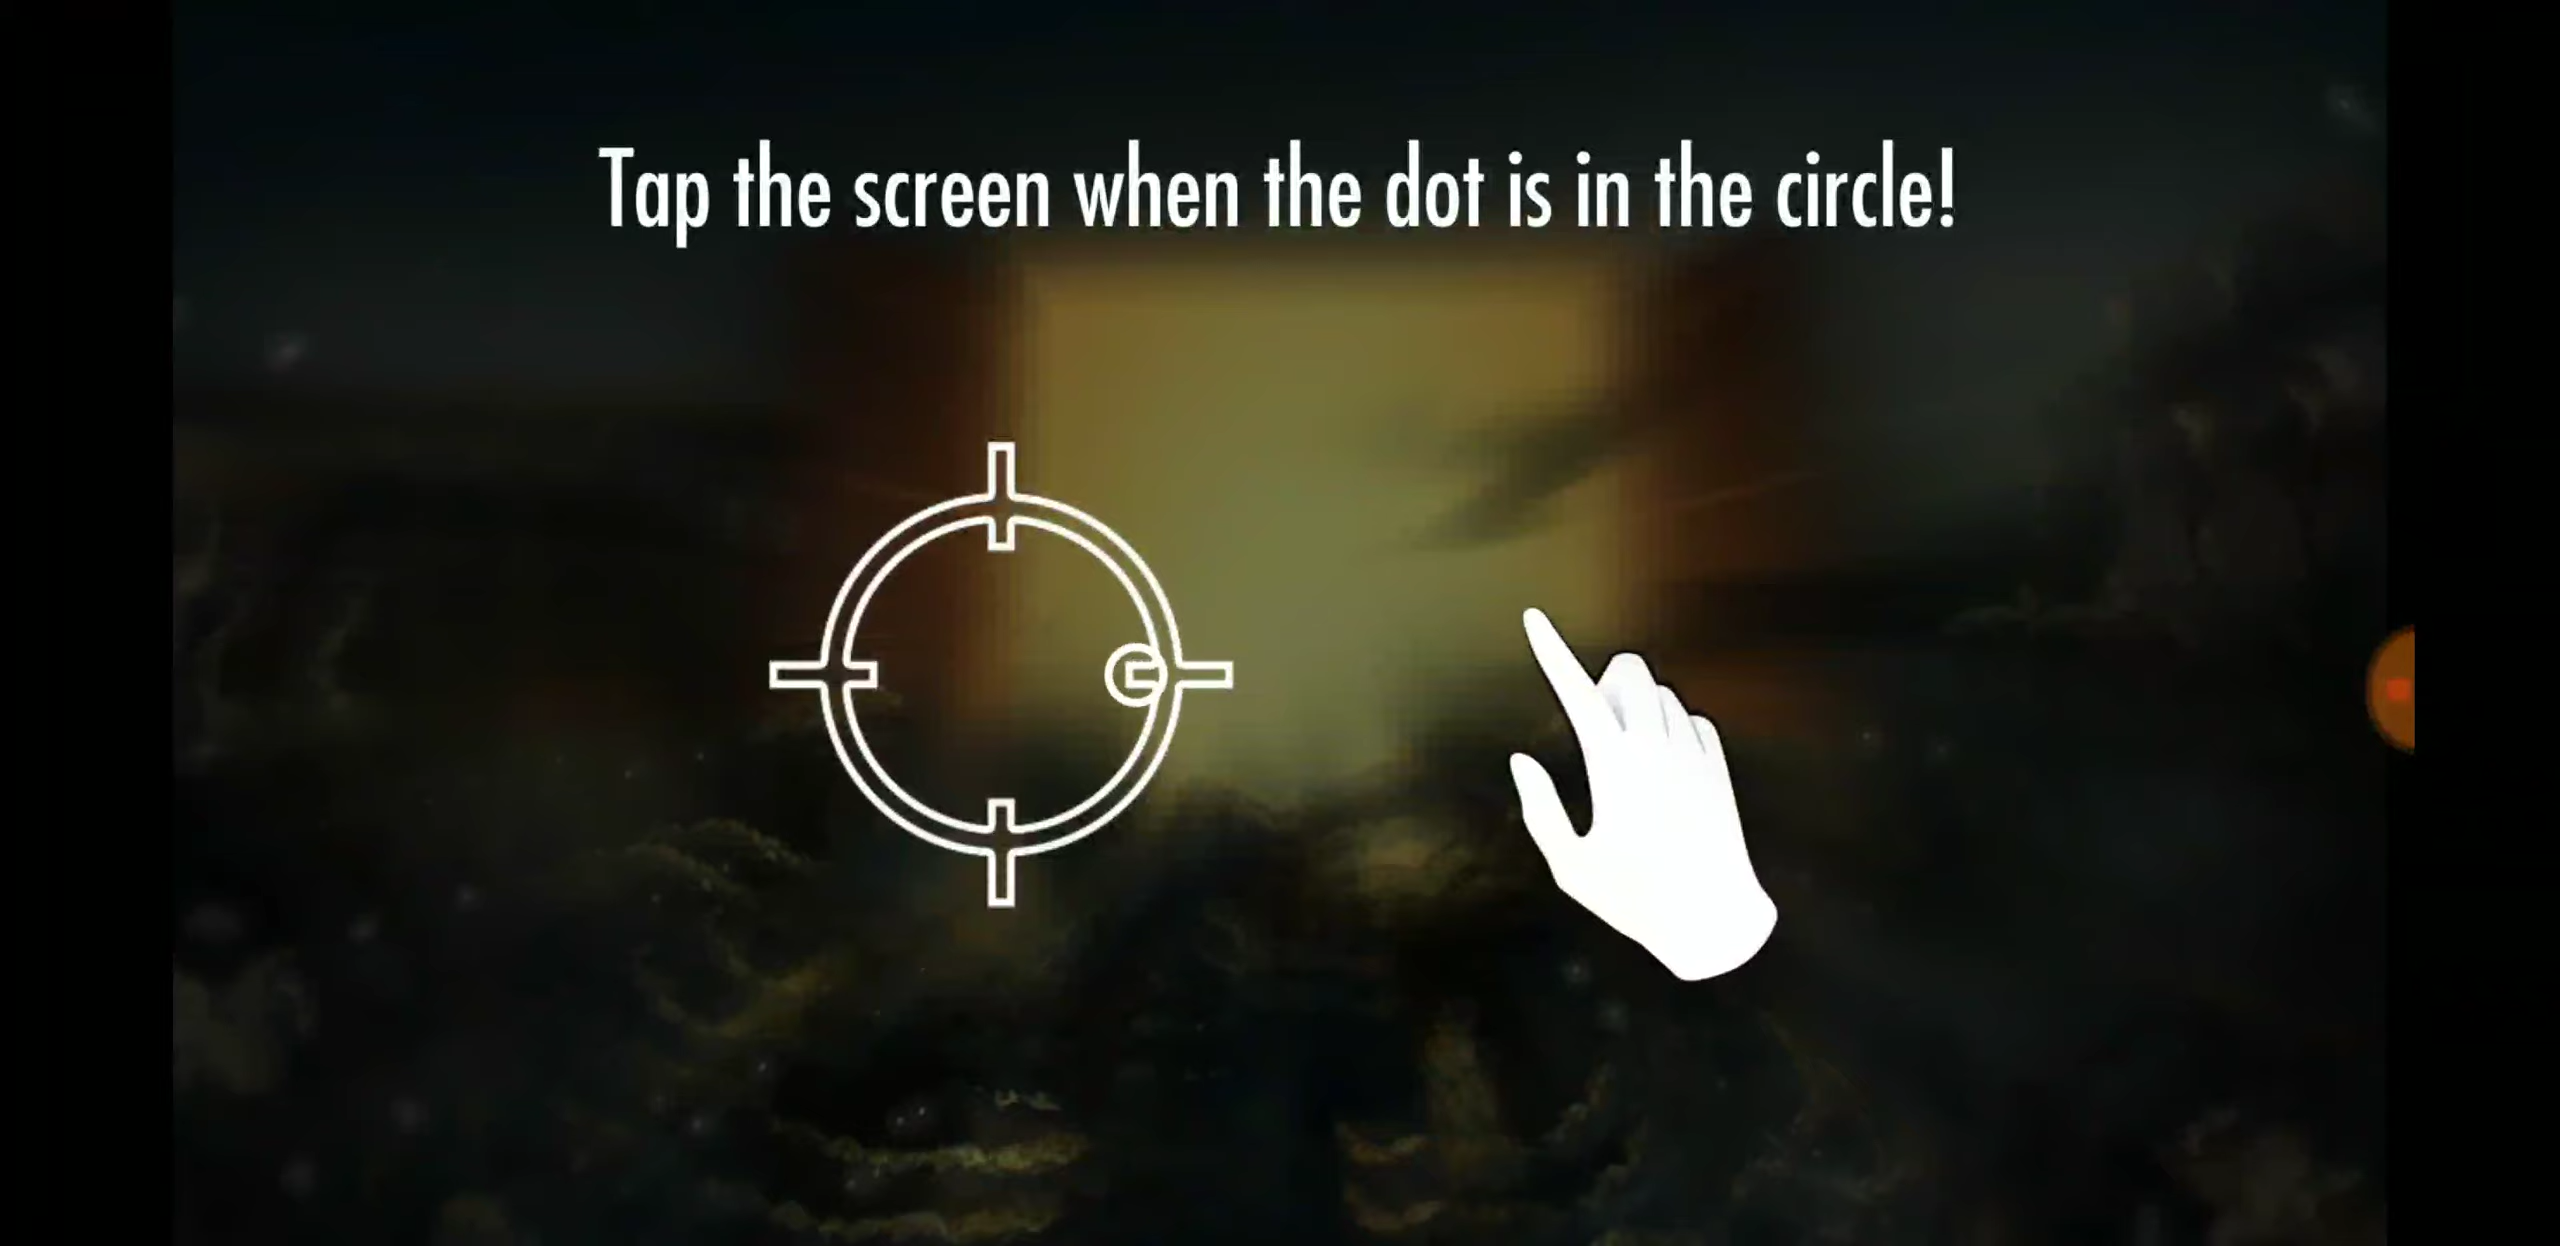 Tap the screen when the dot is in the circle!